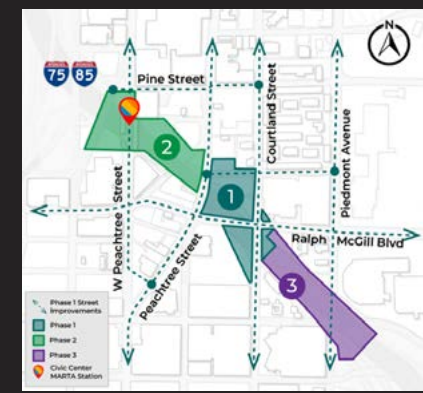 N
75 85
Pine Street
Courtland Street
Piedmont Avenue
2
1
W Peachtree Street
Peachtree Street
Ralph McGill Blvd
3
Phase 1 Street
Improvements
Phase 1
Phase 2
Phase 3
Civic Center
MARTA Station